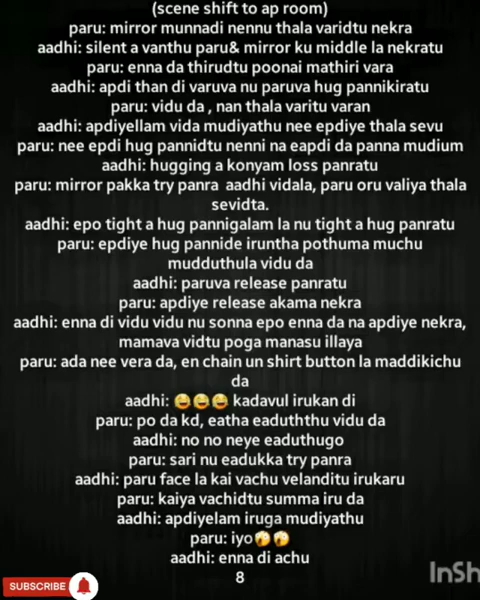 (scene shift to ap room)
paru: mirror munnadi nennu thala varidtu nekra
aadhi: silent a vanthu paru& mirror ku middle la nekratu
paru: enna da thirudtu poonai mathiri vara
aadhi: apdi than di varuva nu paruva hug pannikiratu
paru: vidu da , nan thala varitu varan
aadhi: apdiyellam vida mudiyathu nee epdiye thala sevu
paru: nee epdi hug pannidtu nenni na eapdi da panna mudium
aadhi: hugging a konyam loss panratu
paru: mirror pakka try panra  aadhi vidala, paru oru valiya thala
sevidta.
aadhi: epo tight a hug pannigalam la nu tight a hug panratu
paru: epdiye hug pannide iruntha pothuma muchu
mudduthula vidu da
aadhi: paruva release panratu
paru: apdiye release akama nekra
aadhi: enna di vidu vidu nu sonna epo enna da na apdiye nekra,
mamava vidtu poga manasu illaya
paru: ada nee vera da, en chain un shirt button la maddikichu
da
aadhi: 😂😂😂 kadavul irukan di
paru: po da kd, eatha eaduththu vidu da
aadhi: no no neye eaduthugo
paru: sari nu eadukka try panra
aadhi: paru face la kai vachu velanditu irukaru
paru: kaiya vachidtu summa iru da
aadhi: apdiyelam iruga mudiyathu
paru: iyo🫣🫣
aadhi: enna di achu
8
SUBSCRIBE
InSh